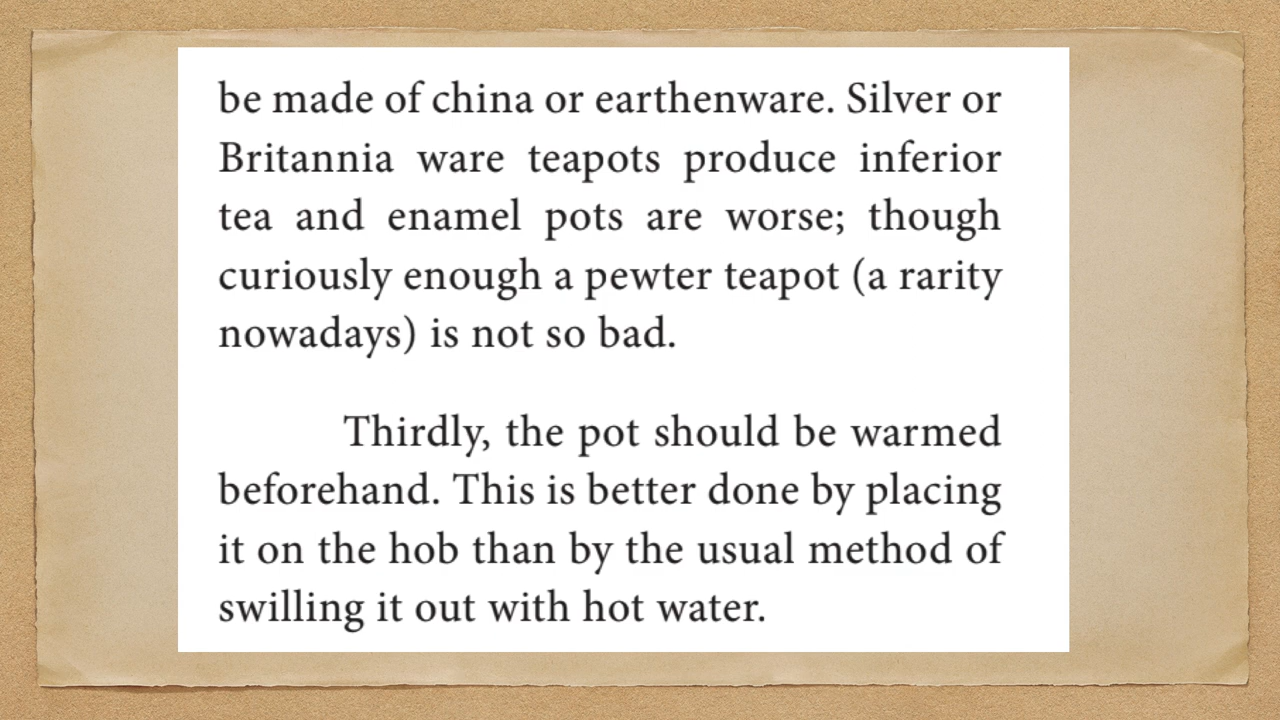 be made of china or earthenware. Silver or
Britannia ware teapots produce inferior
tea and enamel pots are worse; though
curiously enough a pewter teapot (a rarity
nowadays) is not so bad.
Thirdly, the pot should be warmed
beforehand. This is better done by placing
it on the hob than by the usual method of
swilling it out with hot water.